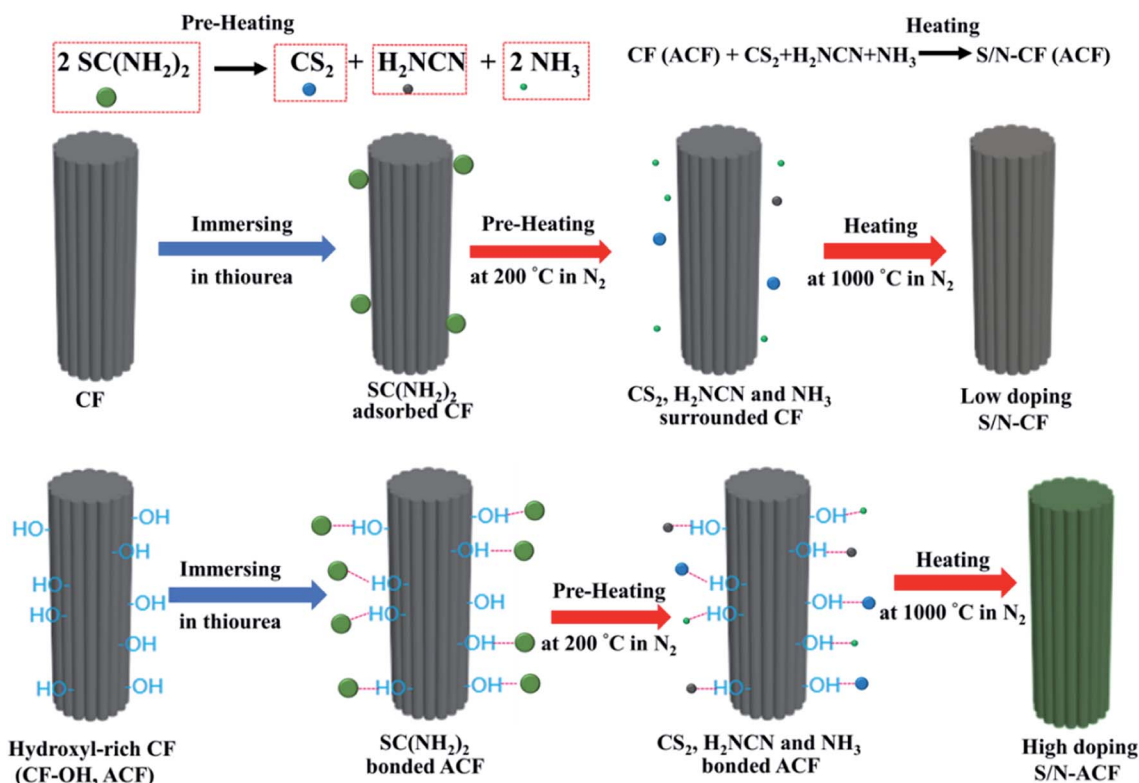 Pre-Heating
2 SC(NH₂)₂ → CS₂ + H₂NCN + 2 NH₃
Heating
CF (ACF) + CS₂+H₂NCN+NH₃ → S/N-CF (ACF)
Immersing
in thiourea
Pre-Heating
at 200 °C in N₂
Heating
at 1000 °C in N₂
CF
SC(NH₂)₂
adsorbed CF
CS₂, H₂NCN and NH₃
surrounded CF
Low doping
S/N-CF
HO-
-OH
-OH
HO-
HO-
-OH
-OH
HO-
-OH
Immersing
in thiourea
HO-
-OH
-OH
HO-
HO-
-OH
-OH
HO-
-OH
Pre-Heating
at 200 °C in N₂
HO-
-OH
-OH
HO-
HO-
-OH
-OH
HO-
-OH
Heating
at 1000 °C in N₂
Hydroxyl-rich CF
(CF-OH, ACF)
SC(NH₂)₂
bonded ACF
CS₂, H₂NCN and NH₃
bonded ACF
High doping
S/N-ACF